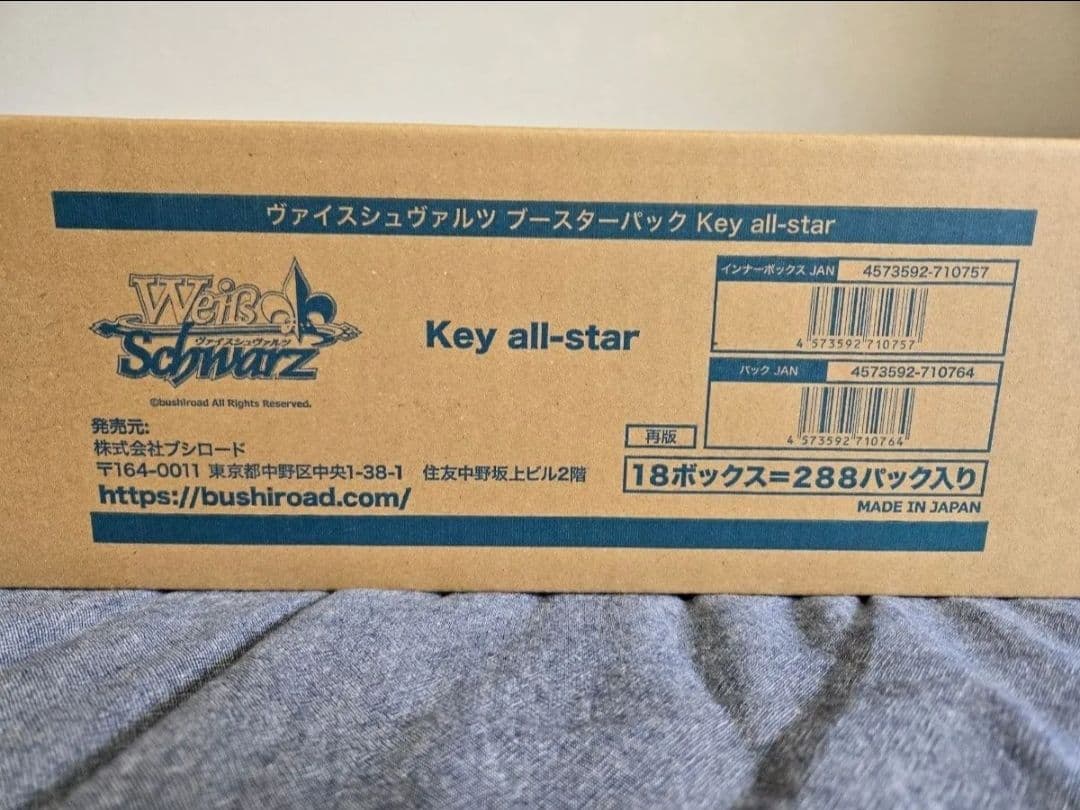 ヴァイスシュヴァルツ ブースターパック Key all-star
Weiß
Schwarz
ヴァイスシュヴァルツ
©bushiroad All Rights Reserved.
Key all-star
インナーボックス JAN 4573592-710757
4 573592 710757
パック JAN 4573592-710764
4 573592 710764
発売元:
株式会社ブシロード
〒164-0011 東京都中野区中央1-38-1 住友中野坂上ビル2階
https://bushiroad.com/
再版
18ボックス=288パック入り
MADE IN JAPAN